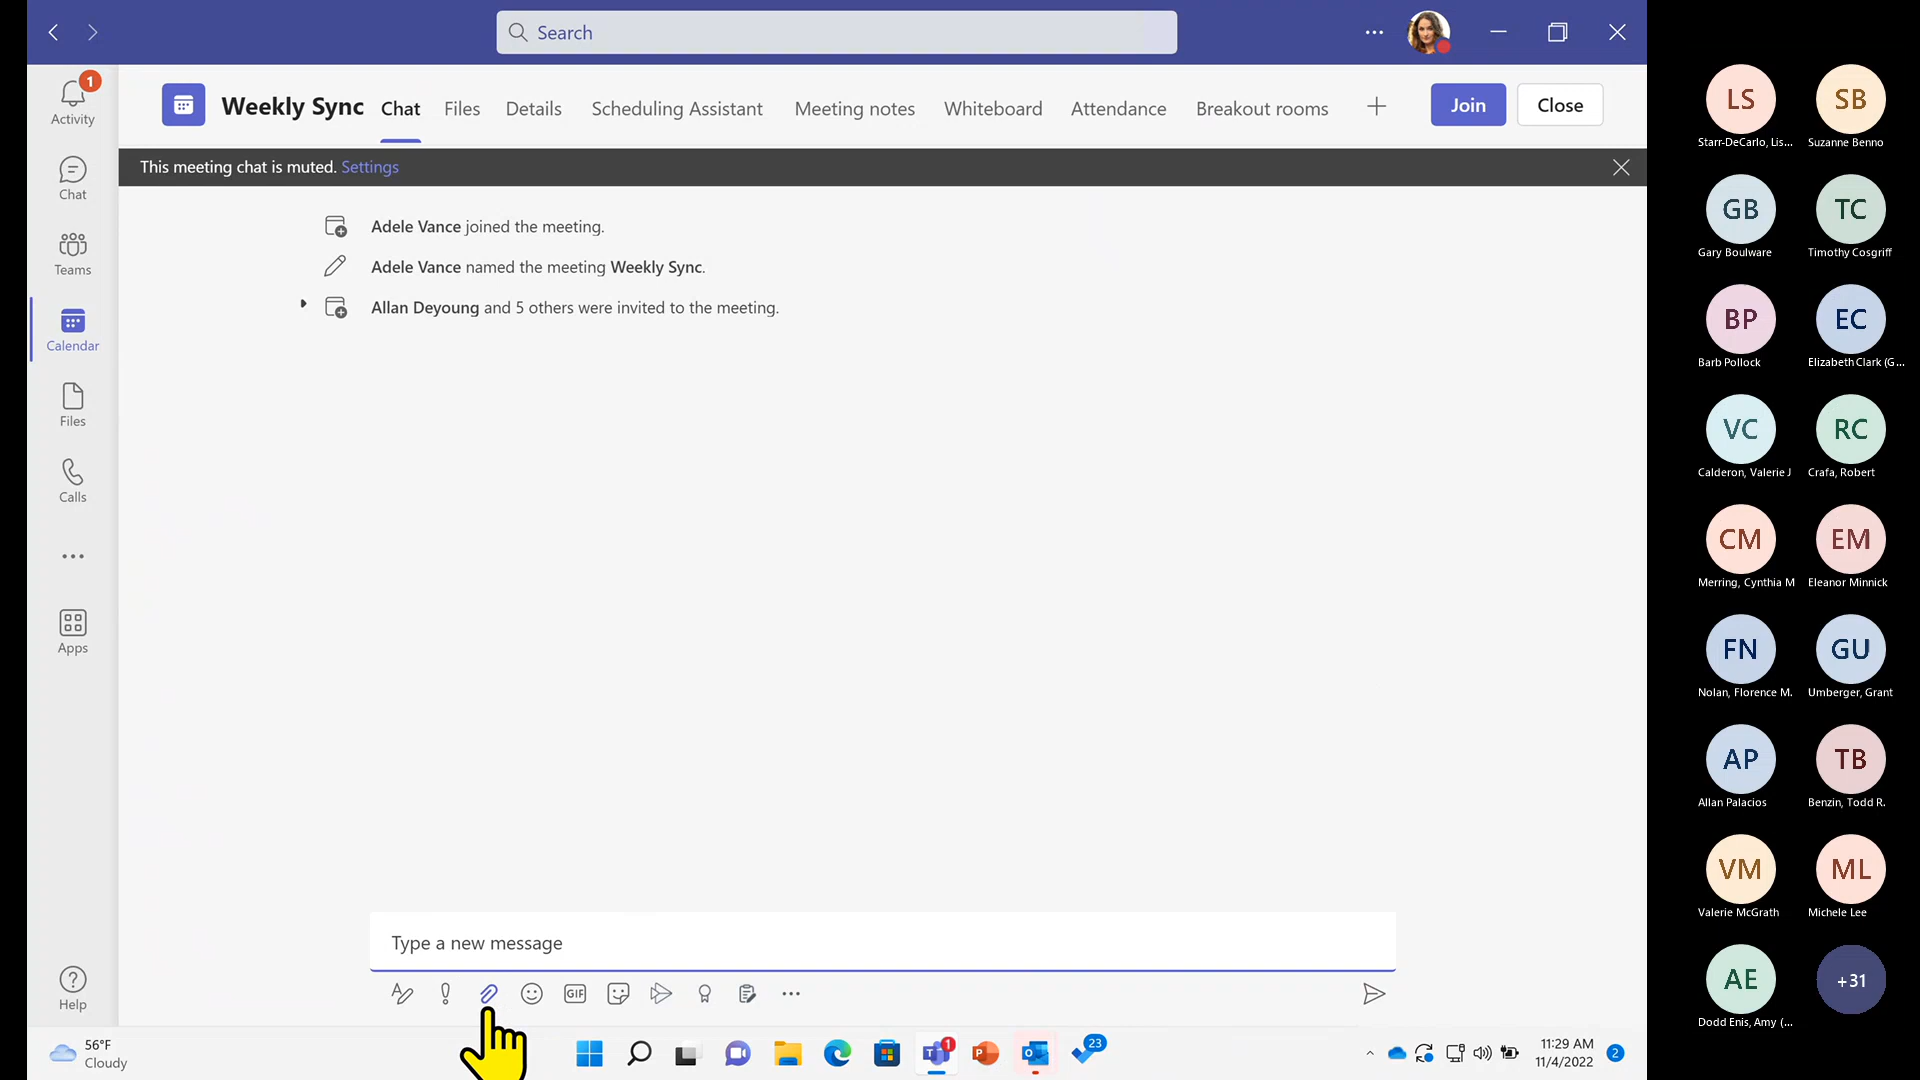 Search
1
Activity
Chat
Teams
Calendar
Files
Calls
Apps
Help
Weekly Sync
Chat
Files
Details
Scheduling Assistant
Meeting notes
Whiteboard
Attendance
Breakout rooms
Join
Close
This meeting chat is muted. Settings
Adele Vance joined the meeting.
Adele Vance named the meeting Weekly Sync.
Allan Deyoung and 5 others were invited to the meeting.
Type a new message
GIF
56°F
Cloudy
1
23
11:29 AM
11/4/2022
2
LS
Starr-DeCarlo, Lis...
SB
Suzanne Benno
GB
Gary Boulware
TC
Timothy Cosgriff
BP
Barb Pollock
EC
Elizabeth Clark (G...
VC
Calderon, Valerie J
RC
Crafa, Robert
CM
Merring, Cynthia M
EM
Eleanor Minnick
FN
Nolan, Florence M.
GU
Umberger, Grant
AP
Allan Palacios
TB
Benzin, Todd R.
VM
Valerie McGrath
ML
Michele Lee
AE
Dodd Enis, Amy (...
+31